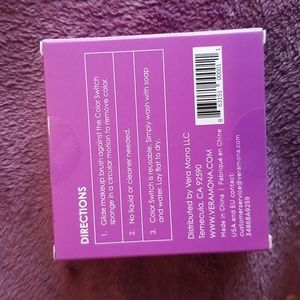 DIRECTIONS
1. Glide makeup brush against the Color Switch
sponge in a circular motion to remove color.
2. No liquid or cleaner needed.
3. Color Switch is reusable. Simply wash with soap
and water. Lay flat to dry.
Distributed by Vera Mona LLC
Temecula, CA 92590
WWW.VERAMONA.COM
Made in China | Fabriqué en Chine
USA and EU contact:
customerservice@veramona.com